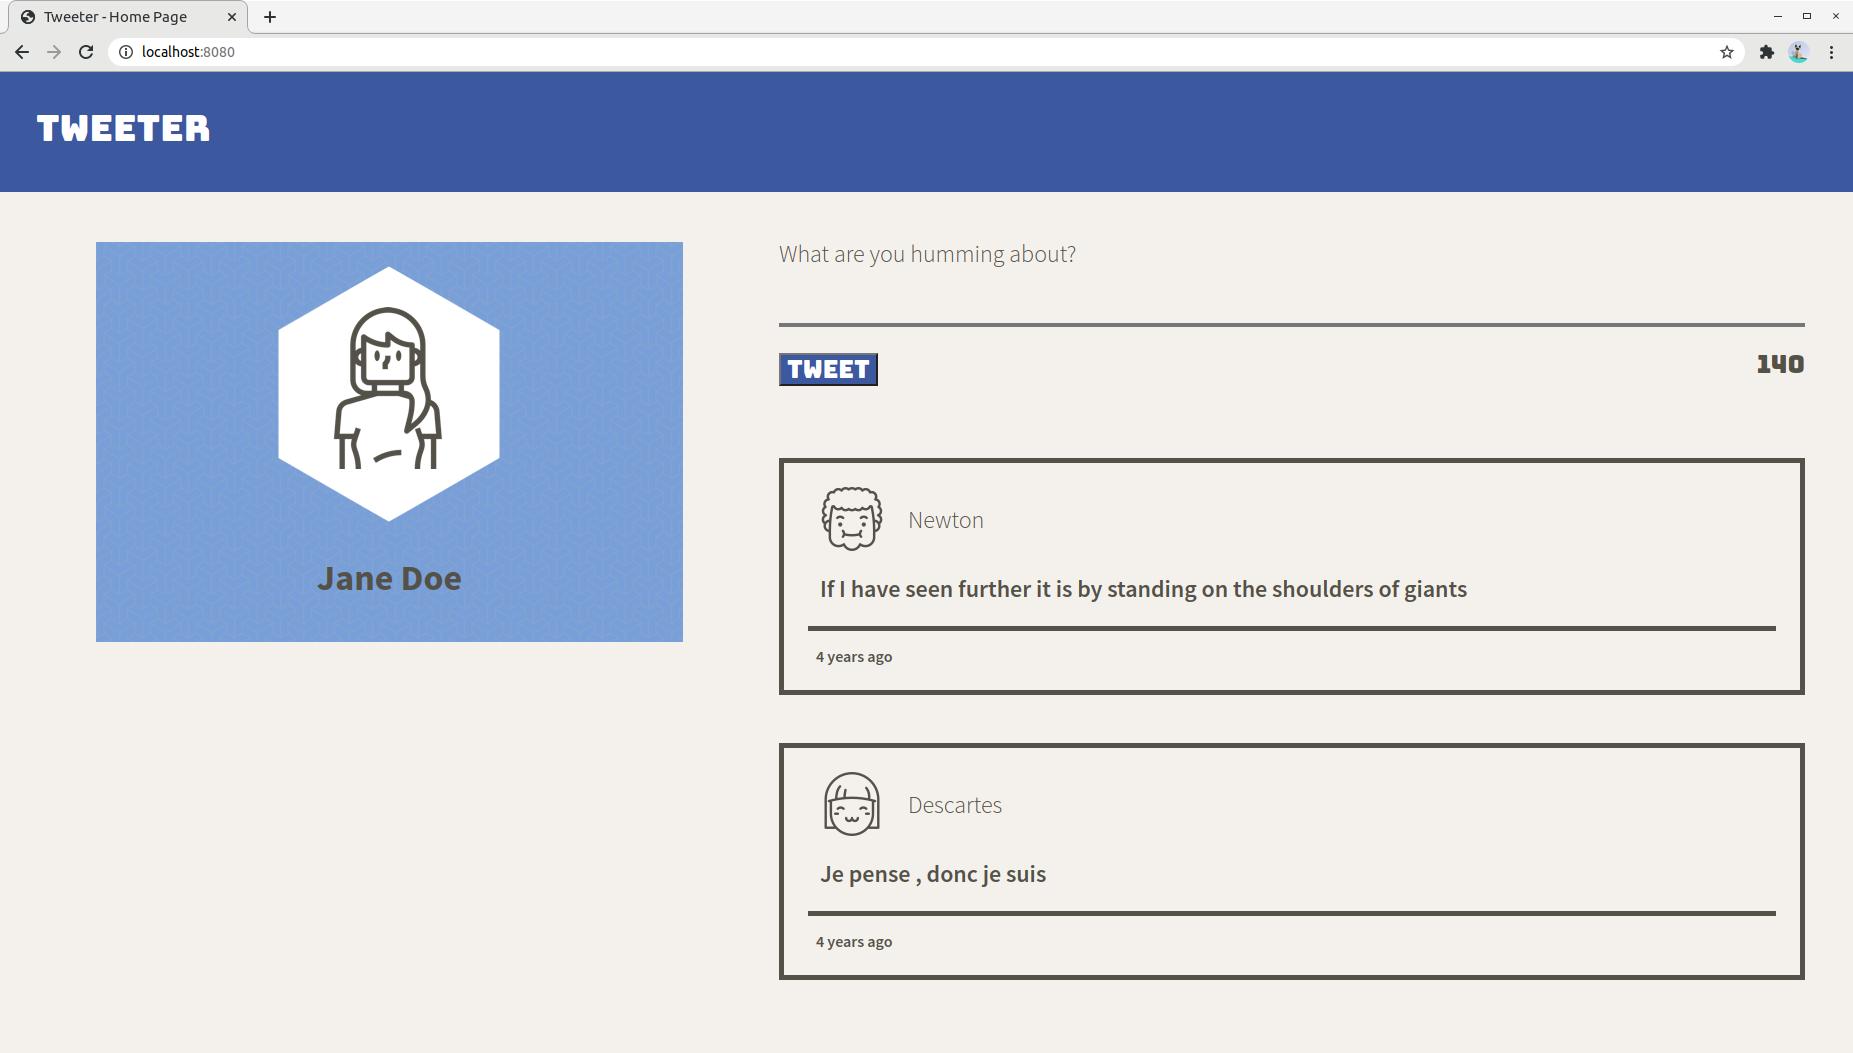 Tweeter - Home Page
localhost:8080
TWEETER
Jane Doe
What are you humming about?
TWEET
140
Newton
If I have seen further it is by standing on the shoulders of giants
4 years ago
Descartes
Je pense , donc je suis
4 years ago